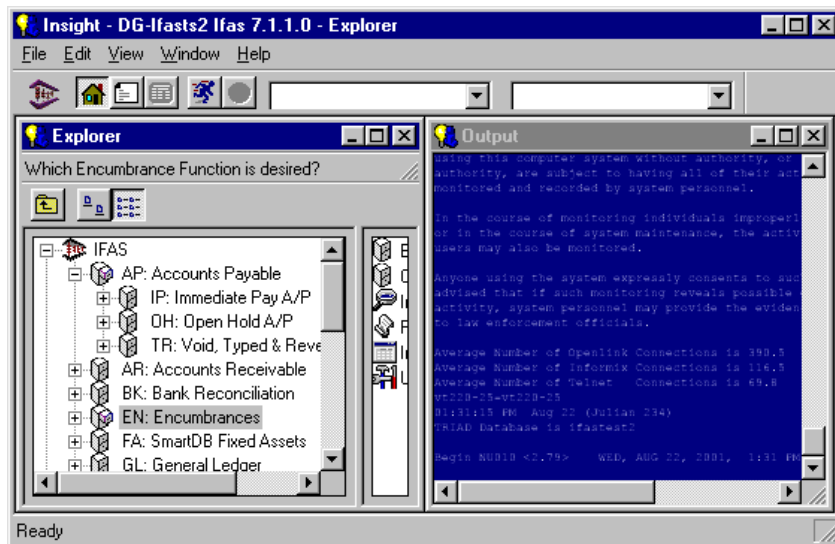 Insight - DG-Ifasts2 Ifas 7.1.1.0 - Explorer
File Edit View Window Help
Explorer
Which Encumbrance Function is desired?
IFAS
AP: Accounts Payable
IP: Immediate Pay A/P
OH: Open Hold A/P
TR: Void, Typed & Reve
AR: Accounts Receivable
BK: Bank Reconciliation
EN: Encumbrances
FA: SmartDB Fixed Assets
GL: General Ledger
Output
using this computer system without authority, or
authority, are subject to having all of their act
monitored and recorded by system personnel.
In the course of monitoring individuals improperl
or in the course of system maintenance, the activ
users may also be monitored.
Anyone using the system expressly consents to suc
advised that if such monitoring reveals possible
activity, system personnel may provide the eviden
to law enforcement officials.
Average Number of Openlink Connections is 390.5
Average Number of Informix Connections is 116.5
Average Number of Telnet Connections is 69.8
vt220-25=vt220-25
01:31:15 PM Aug 22 (Julian 234)
TRIAD Database is ifastest2
Begin NU010 <2.79> WED, AUG 22, 2001, 1:31 PM
Ready